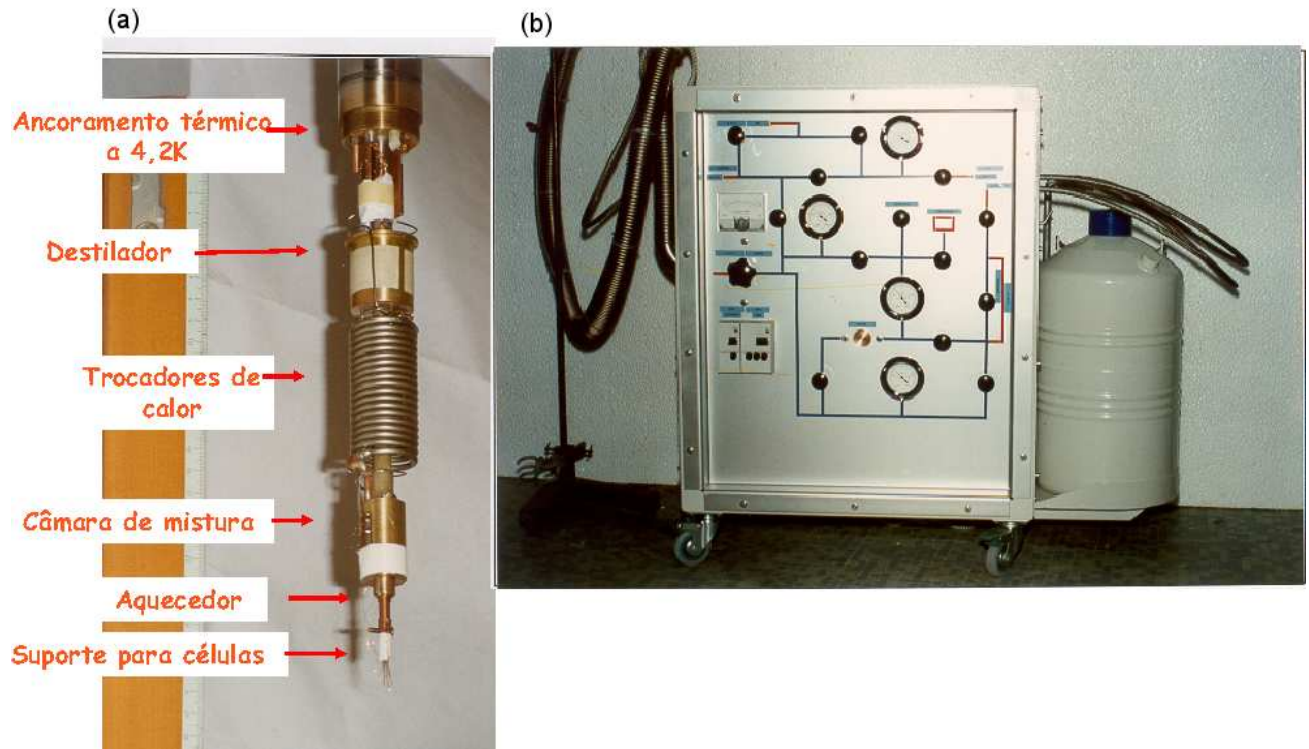 (a)
(b)
Ancoramento térmico
a 4,2K
Destilador
Trocadores de
calor
Câmara de mistura
Aquecedor
Suporte para células